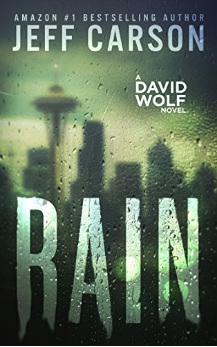 AMAZON #1 BESTSELLING AUTHOR
JEFF CARSON
A
DAVID
WOLF
NOVEL
RAIN